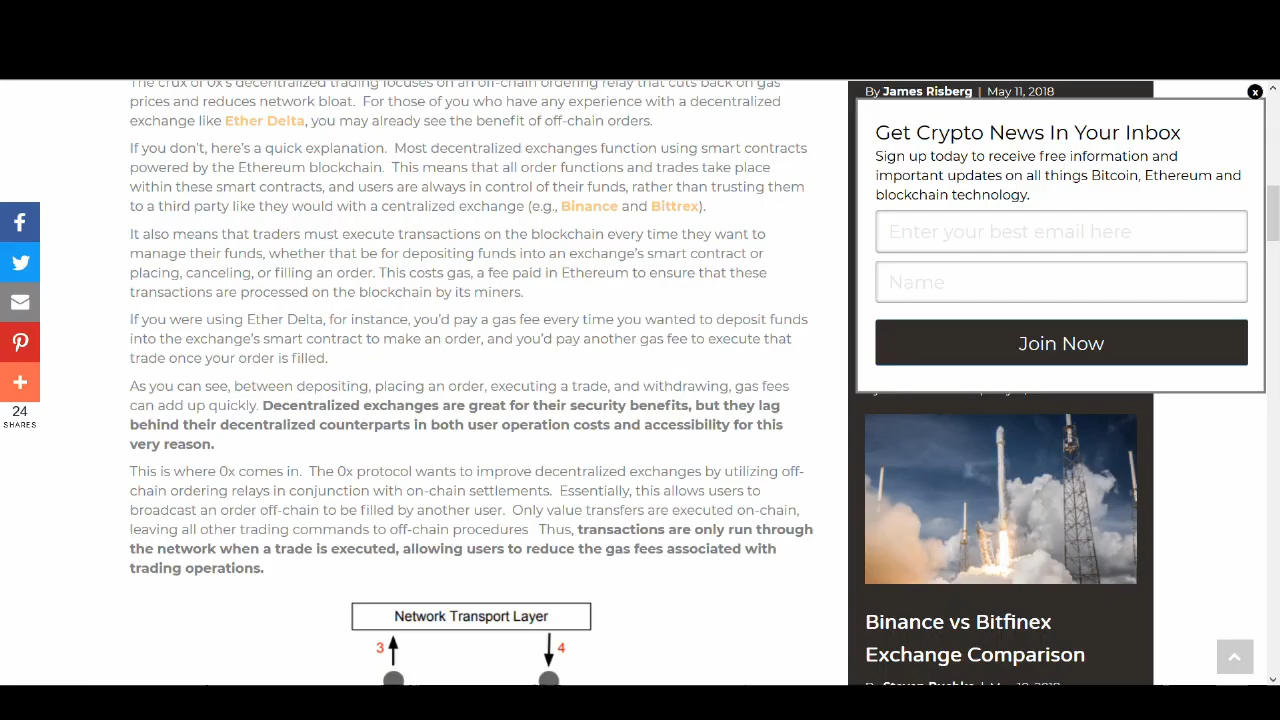 The crux of 0x's decentralized trading focuses on an off-chain ordering relay that cuts back on gas
prices and reduces network bloat. For those of you who have any experience with a decentralized
exchange like Ether Delta, you may already see the benefit of off-chain orders.
If you don't, here's a quick explanation. Most decentralized exchanges function using smart contracts
powered by the Ethereum blockchain. This means that all order functions and trades take place
within these smart contracts, and users are always in control of their funds, rather than trusting them
to a third party like they would with a centralized exchange (e.g., Binance and Bittrex).
It also means that traders must execute transactions on the blockchain every time they want to
manage their funds, whether that be for depositing funds into an exchange's smart contract or
placing, canceling, or filling an order. This costs gas, a fee paid in Ethereum to ensure that these
transactions are processed on the blockchain by its miners.
If you were using Ether Delta, for instance, you'd pay a gas fee every time you wanted to deposit funds
into the exchange's smart contract to make an order, and you'd pay another gas fee to execute that
trade once your order is filled.
As you can see, between depositing, placing an order, executing a trade, and withdrawing, gas fees
can add up quickly. Decentralized exchanges are great for their security benefits, but they lag
behind their decentralized counterparts in both user operation costs and accessibility for this
very reason.
This is where 0x comes in. The 0x protocol wants to improve decentralized exchanges by utilizing off-
chain ordering relays in conjunction with on-chain settlements. Essentially, this allows users to
broadcast an order off-chain to be filled by another user. Only value transfers are executed on-chain,
leaving all other trading commands to off-chain procedures Thus, transactions are only run through
the network when a trade is executed, allowing users to reduce the gas fees associated with
trading operations.
Network Transport Layer
3
4
24
SHARES
By James Risberg | May 11, 2018
x
Get Crypto News In Your Inbox
Sign up today to receive free information and
important updates on all things Bitcoin, Ethereum and
blockchain technology.
Enter your best email here
Name
Join Now
Binance vs Bitfinex
Exchange Comparison